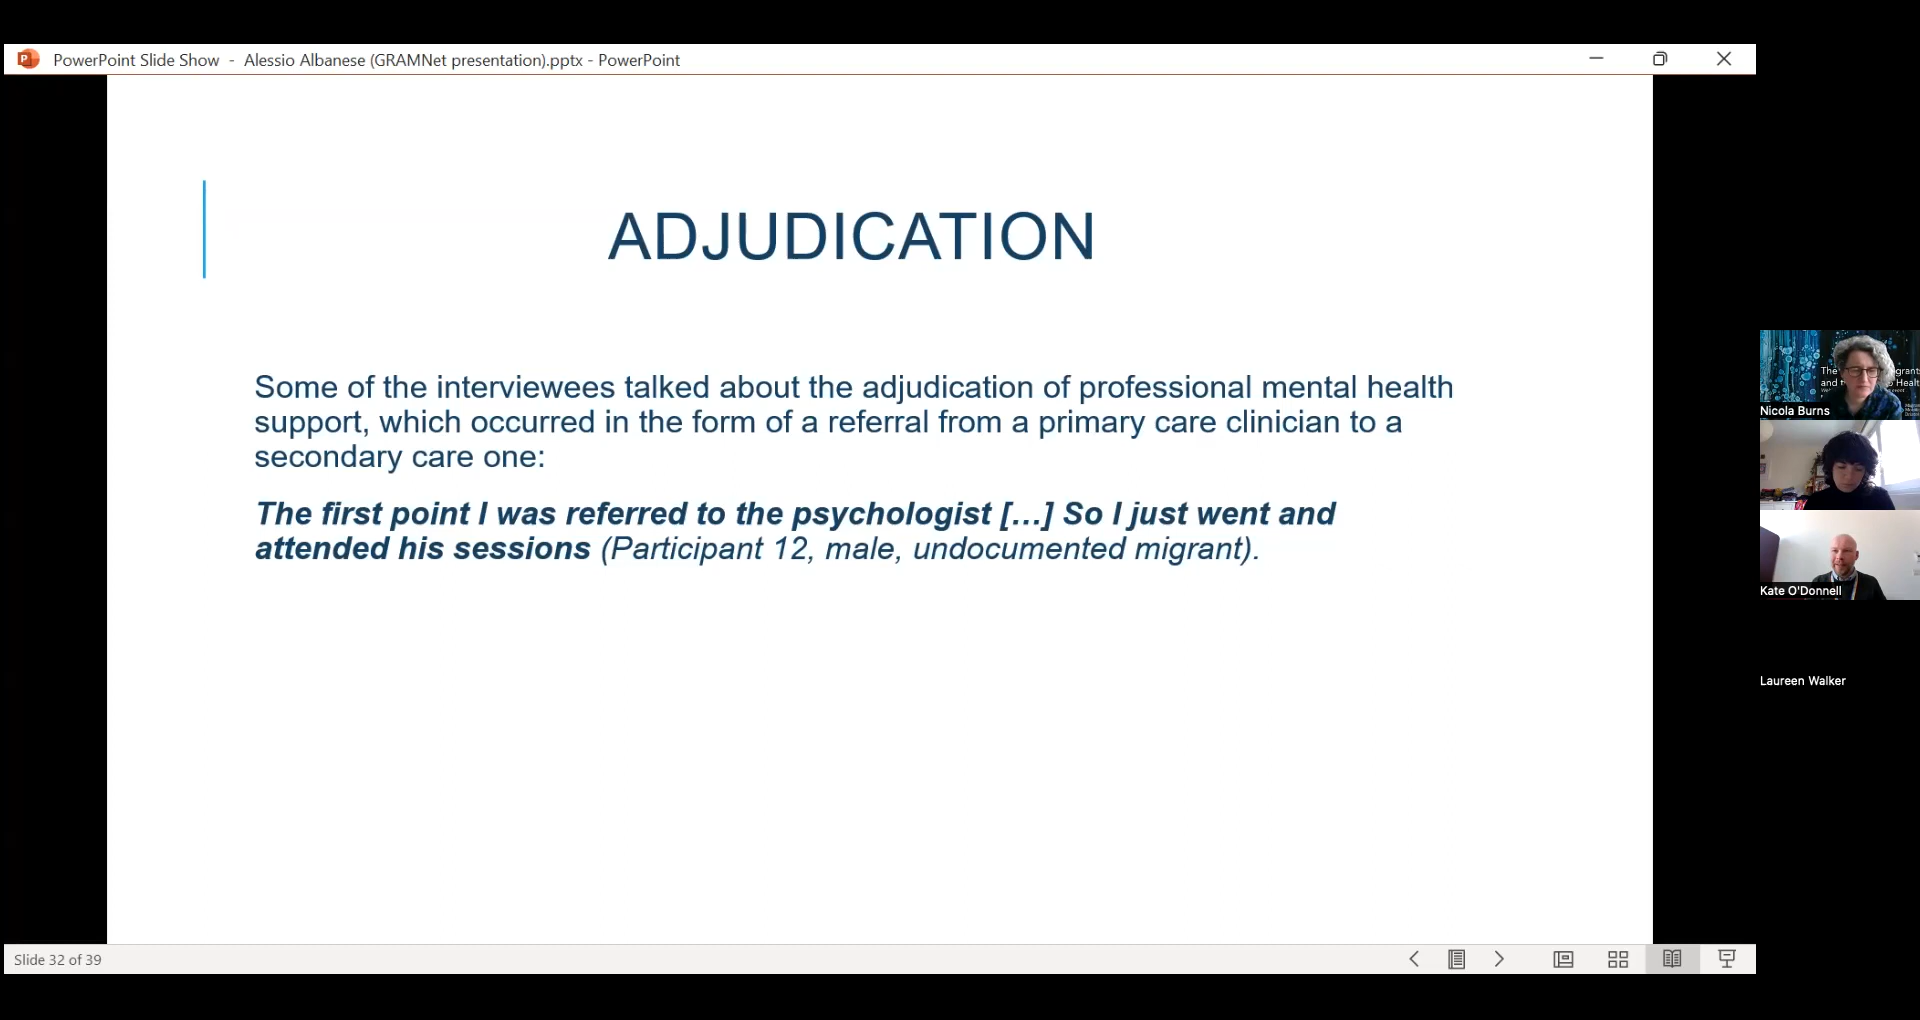 PowerPoint Slide Show - Alessio Albanese (GRAMNet presentation).pptx - PowerPoint
ADJUDICATION
Some of the interviewees talked about the adjudication of professional mental health
support, which occurred in the form of a referral from a primary care clinician to a
secondary care one:
The first point I was referred to the psychologist […] So I just went and
attended his sessions (Participant 12, male, undocumented migrant).
The
and
Nicola Burns
Kate O'Donnell
Laureen Walker
Slide 32 of 39